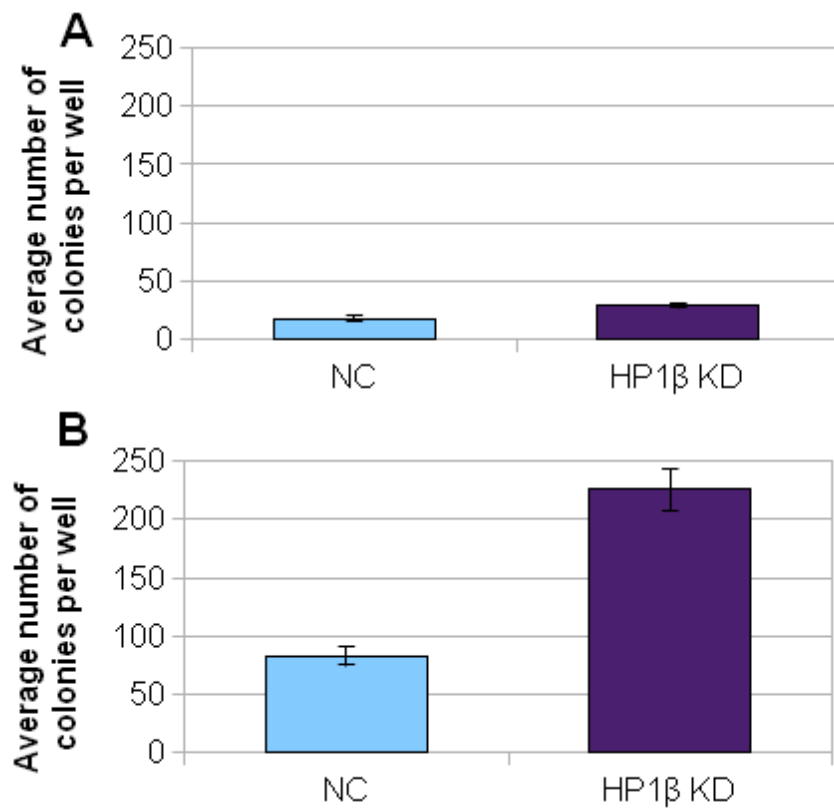 A
Average number of
colonies per well
250
200
150
100
50
0
NC HP1β KD
B
Average number of
colonies per well
250
200
150
100
50
0
NC HP1β KD